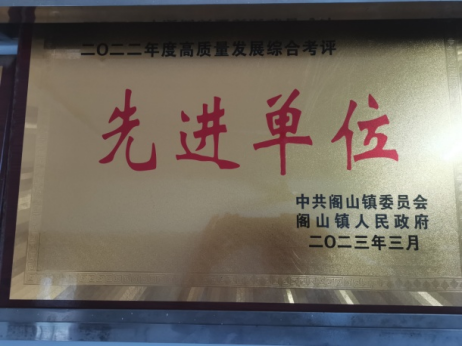 二〇二二年度高质量发展综合考评
先进单位
中共阁山镇委员会
阁山镇人民政府
二〇二三年三月